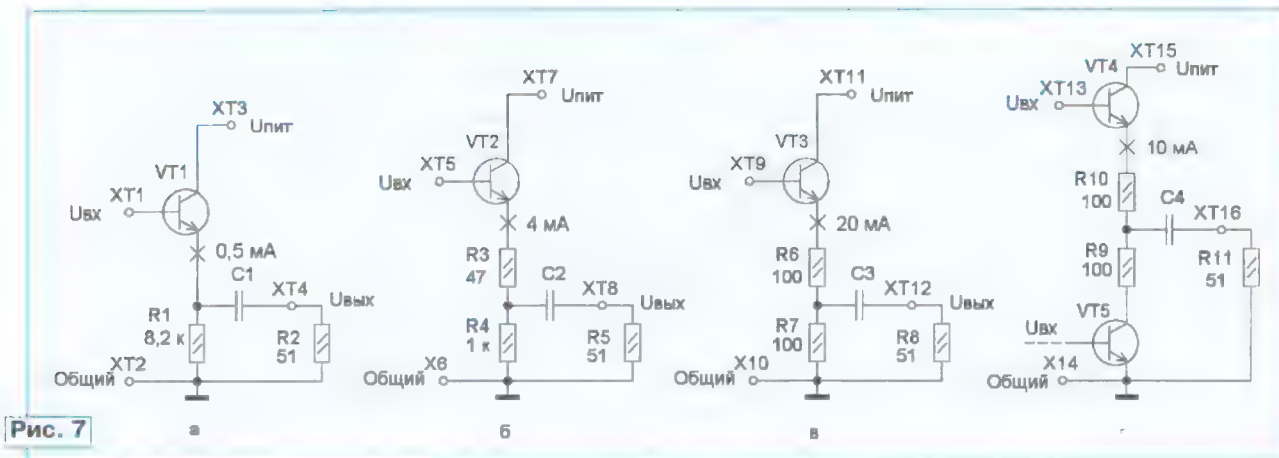 XT3
Uпит
VT1
XT1
Uвх
0,5 мА
C1
XT4
Uвых
R1
8,2 к
R2
51
XT2
Общий
а
XT7
Uпит
VT2
XT5
Uвх
4 мА
R3
47
C2
XT8
Uвых
R4
1 к
R5
51
X6
Общий
б
XT11
Uпит
VT3
XT9
Uвх
20 мА
R6
100
C3
XT12
Uвых
R7
100
R8
51
X10
Общий
в
XT15
Uпит
VT4
XT13
Uвх
10 мА
R10
100
C4
XT16
R9
100
R11
51
VT5
Uвх
X14
Общий
г
Рис. 7